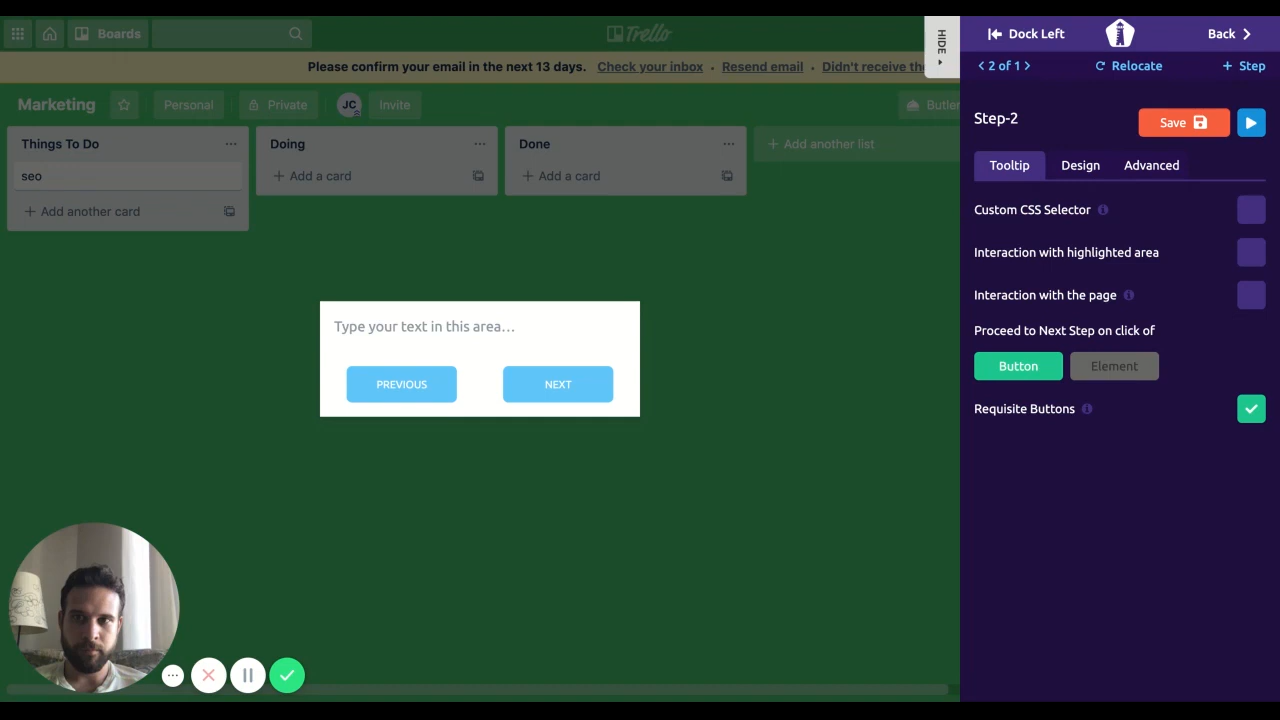 Boards
Trello
HIDE
Dock Left
Back
Please confirm your email in the next 13 days. Check your inbox · Resend email · Didn't receive the
2 of 1
Relocate
+ Step
Marketing
Personal
Private
JC
Invite
Butler
Step-2
Save
Things To Do
Doing
Done
+ Add another list
Tooltip
Design
Advanced
seo
+ Add a card
+ Add a card
+ Add another card
Custom CSS Selector
Interaction with highlighted area
Interaction with the page
Type your text in this area...
Proceed to Next Step on click of
Button
Element
PREVIOUS
NEXT
Requisite Buttons